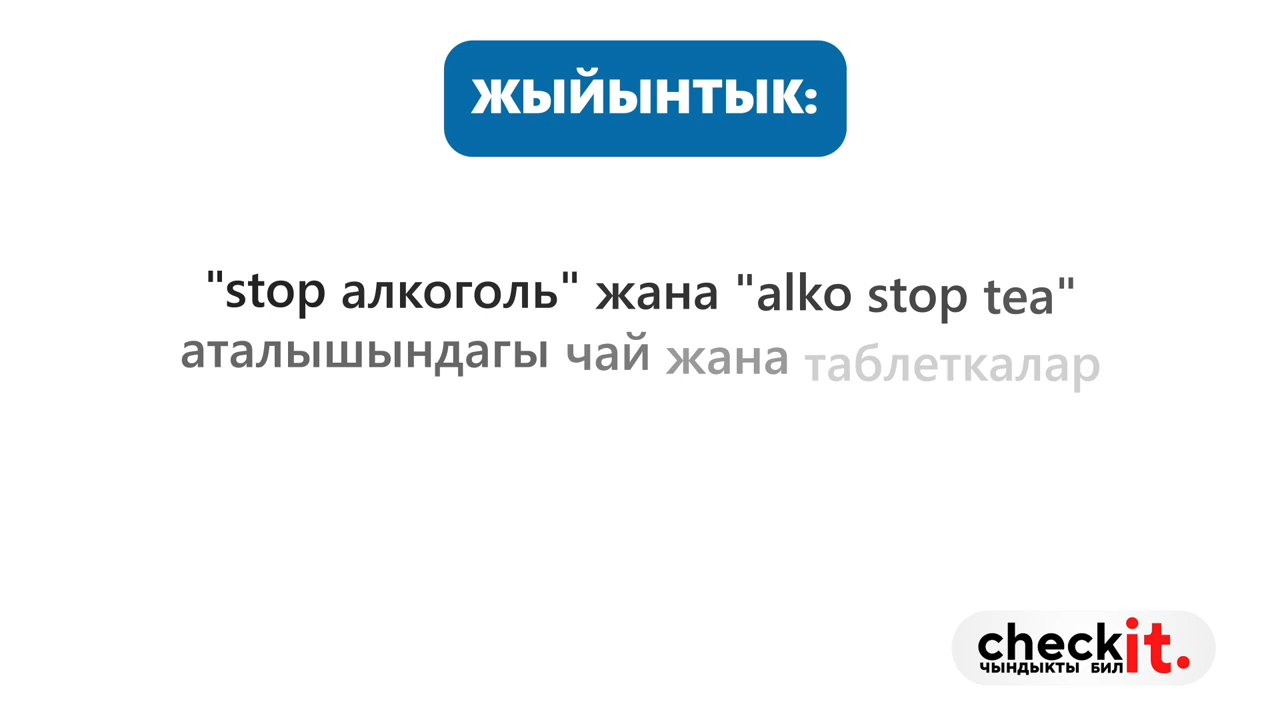 ЖЫЙЫНТЫК:
"stop алкоголь" жана "alko stop tea"
аталышындагы чай жана таблеткалар
checkit.
ЧЫНДЫКТЫ БИЛ